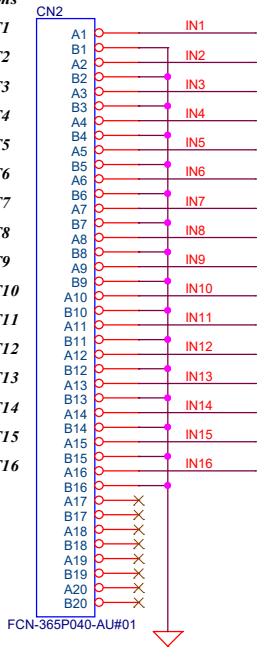 CN2
A1 IN1
B1
A2 IN2
B2
A3 IN3
B3
A4 IN4
B4
A5 IN5
B5
A6 IN6
B6
A7 IN7
B7
A8 IN8
B8
A9 IN9
B9
A10 IN10
B10
A11 IN11
B11
A12 IN12
B12
A13 IN13
B13
A14 IN14
B14
A15 IN15
B15
A16 IN16
B16
A17
B17
A18
B18
A19
B19
A20
B20
FCN-365P040-AU#01